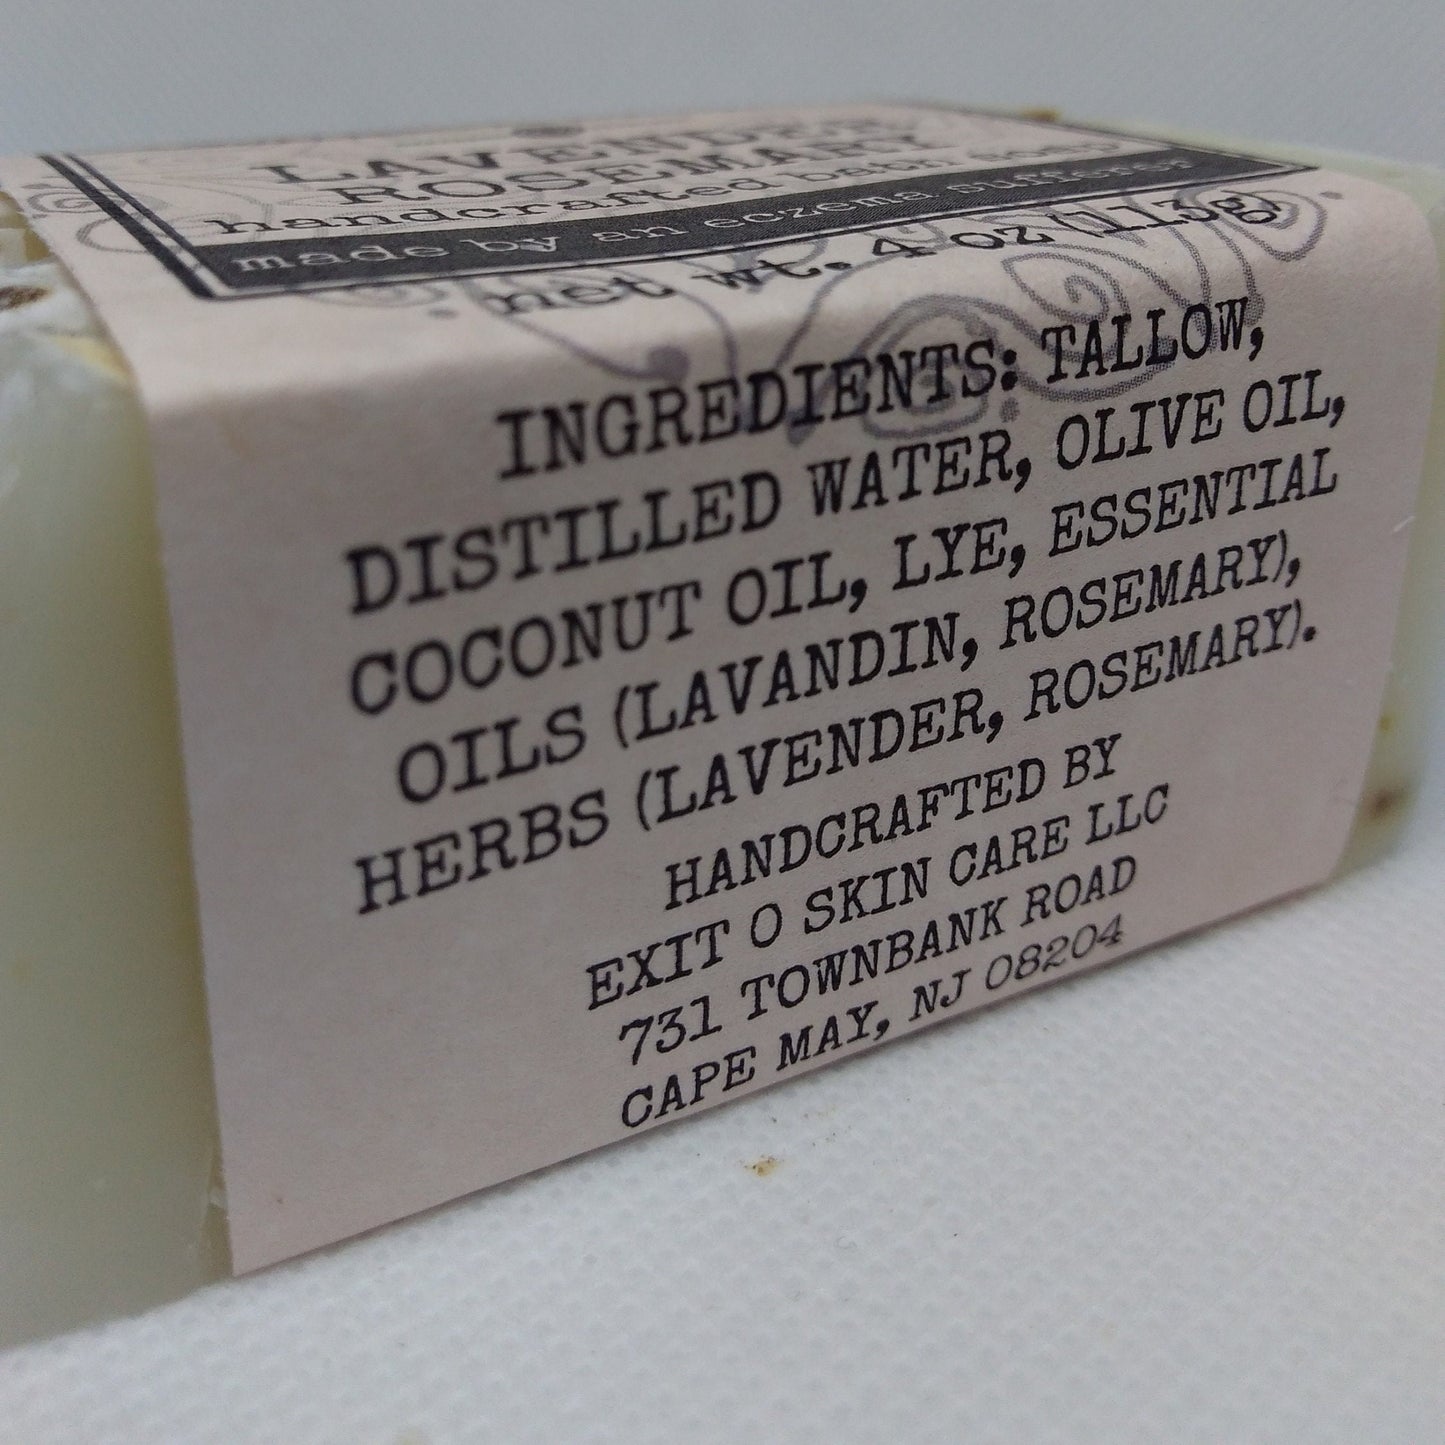 LAVENDER
ROSEMARY
handcrafted bath soap
made by an eczema sufferer
net wt. 4 oz (113g)
INGREDIENTS: TALLOW,
DISTILLED WATER, OLIVE OIL,
COCONUT OIL, LYE, ESSENTIAL
OILS (LAVANDIN, ROSEMARY),
HERBS (LAVENDER, ROSEMARY).
HANDCRAFTED BY
EXIT 0 SKIN CARE LLC
731 TOWNBANK ROAD
CAPE MAY, NJ 08204